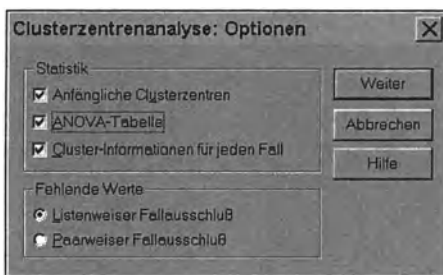 Clusterzentrenanalyse: Optionen
Statistik
Anfängliche Clusterzentren
ANOVA-Tabelle
Cluster-Informationen für jeden Fall
Fehlende Werte
Listenweiser Fallausschluß
Paarweiser Fallausschluß
Weiter
Abbrechen
Hilfe